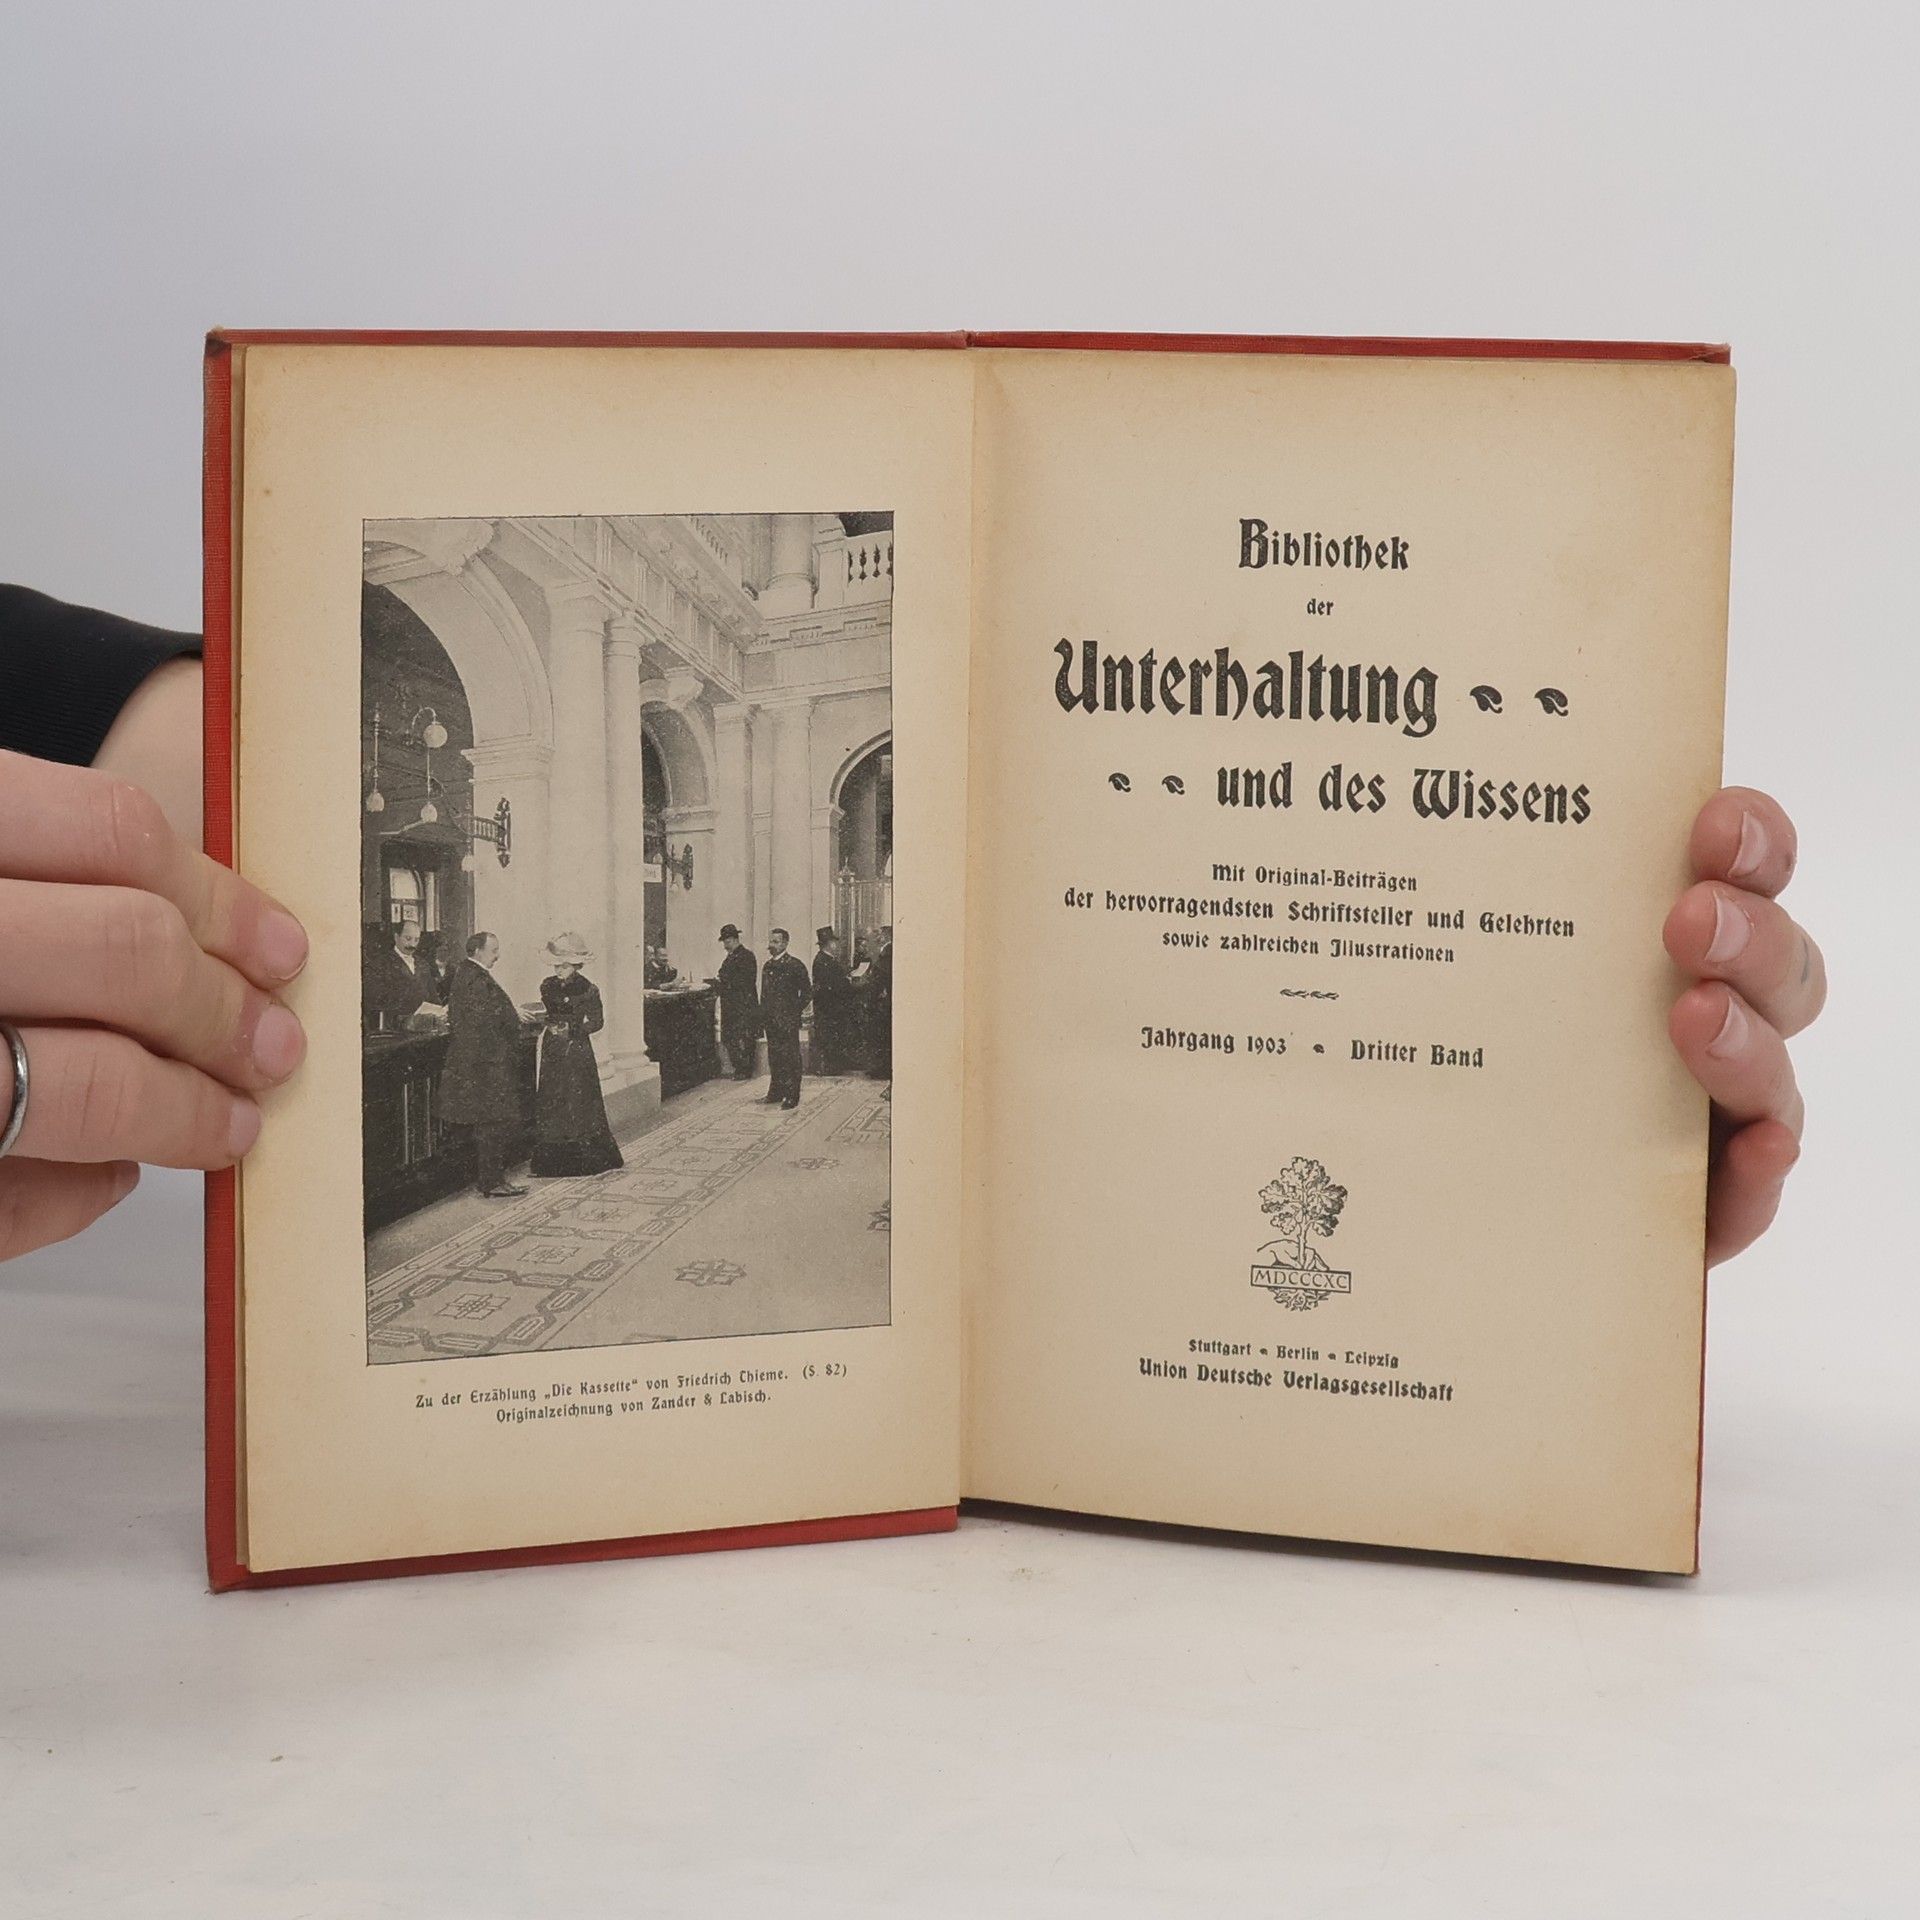 Zu der Erzählung „Die Kassette“ von Friedrich Thieme. (S. 82)
Originalzeichnung von Zander & Labisch.
Bibliothek
der
Unterhaltung
und des Wissens
Mit Original-Beiträgen
der hervorragendsten Schriftsteller und Gelehrten
sowie zahlreichen Illustrationen
Jahrgang 1903 • Dritter Band
MDCCCXC
Stuttgart • Berlin • Leipzig
Union Deutsche Verlagsgesellschaft